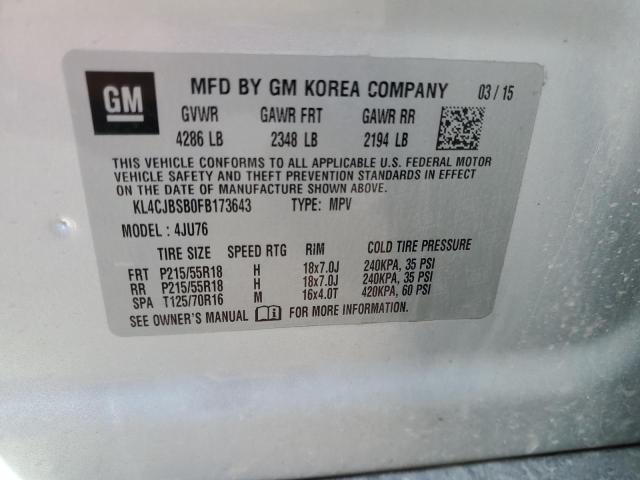 GM MFD BY GM KOREA COMPANY 03/15
GVWR GAWR FRT GAWR RR
4286 LB 2348 LB 2194 LB
THIS VEHICLE CONFORMS TO ALL APPLICABLE U.S. FEDERAL MOTOR
VEHICLE SAFETY AND THEFT PREVENTION STANDARDS IN EFFECT
ON THE DATE OF MANUFACTURE SHOWN ABOVE.
KL4CJBSB0FB173643 TYPE: MPV
MODEL: 4JU76
TIRE SIZE SPEED RTG RIM COLD TIRE PRESSURE
FRT P215/55R18 H 18x7.0J 240KPA, 35 PSI
RR P215/55R18 H 18x7.0J 240KPA, 35 PSI
SPA T125/70R16 M 16x4.0T 420KPA, 60 PSI
SEE OWNER'S MANUAL FOR MORE INFORMATION.